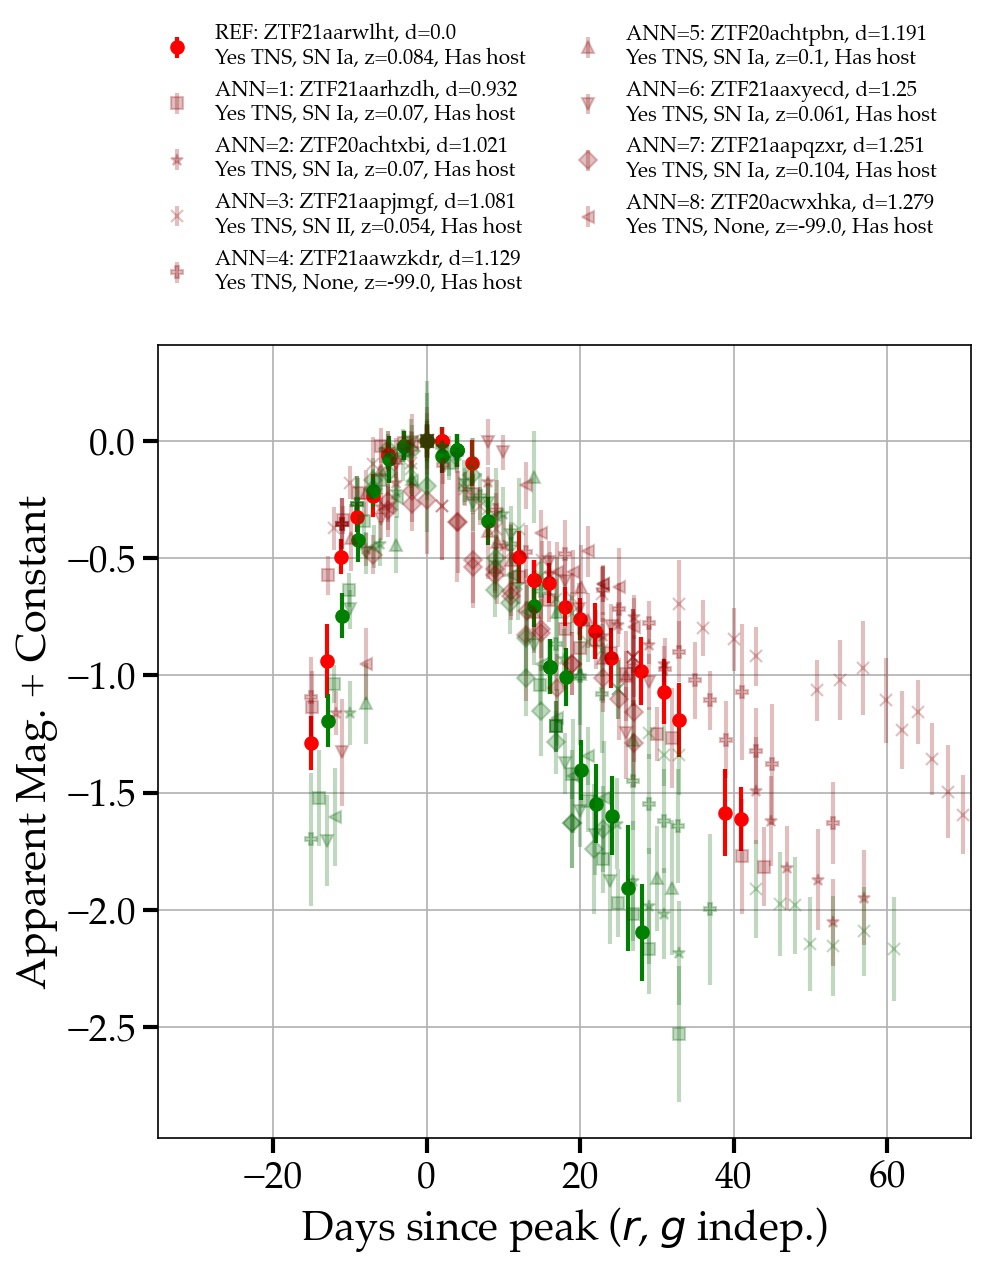 REF: ZTF21aarwlht, d=0.0
Yes TNS, SN Ia, z=0.084, Has host
ANN=1: ZTF21aarhzdh, d=0.932
Yes TNS, SN Ia, z=0.07, Has host
ANN=2: ZTF20achtxbi, d=1.021
Yes TNS, SN Ia, z=0.07, Has host
ANN=3: ZTF21aapjmgf, d=1.081
Yes TNS, SN II, z=0.054, Has host
ANN=4: ZTF21aawzkdr, d=1.129
Yes TNS, None, z=-99.0, Has host
ANN=5: ZTF20achtpbn, d=1.191
Yes TNS, SN Ia, z=0.1, Has host
ANN=6: ZTF21aaxyecd, d=1.25
Yes TNS, SN Ia, z=0.061, Has host
ANN=7: ZTF21aapqzxr, d=1.251
Yes TNS, SN Ia, z=0.104, Has host
ANN=8: ZTF20acwxhka, d=1.279
Yes TNS, None, z=-99.0, Has host
Apparent Mag. + Constant
0.0
−0.5
−1.0
−1.5
−2.0
−2.5
−20
0
20
40
60
Days since peak (r, g indep.)